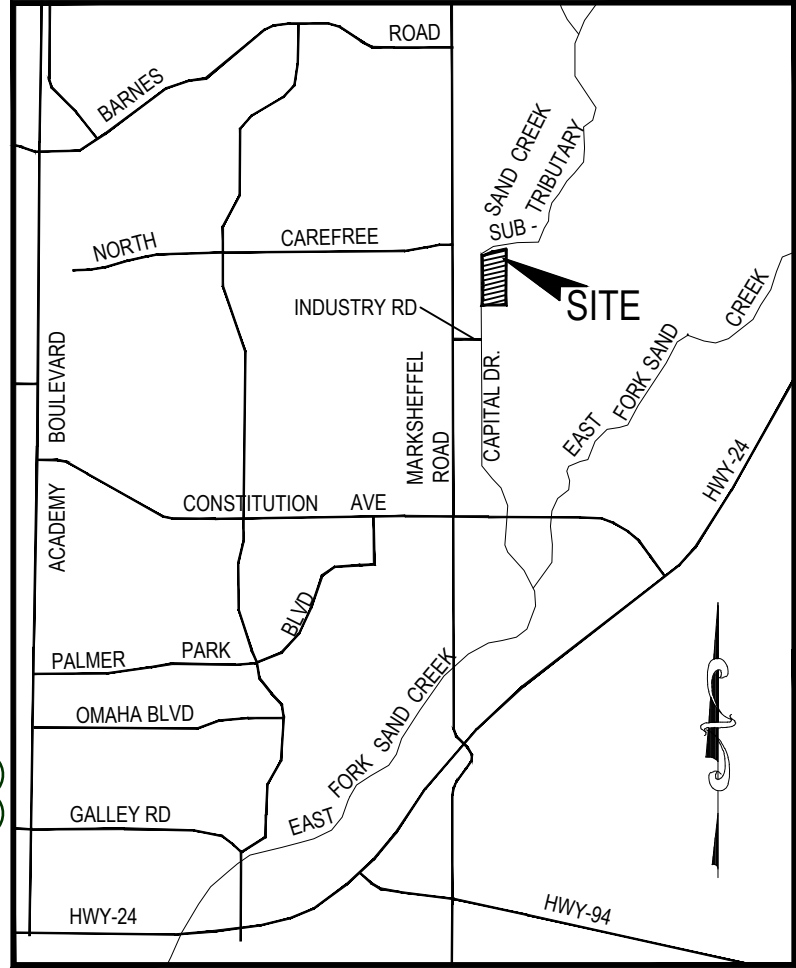 ROAD
BARNES
SAND CREEK
SUB - TRIBUTARY
NORTH CAREFREE
SITE
INDUSTRY RD
EAST FORK SAND CREEK
BOULEVARD
MARKSHEFFEL
ROAD
CAPITAL DR.
HWY-24
CONSTITUTION AVE
ACADEMY
BLVD
PALMER PARK
OMAHA BLVD
EAST FORK SAND CREEK
GALLEY RD
HWY-24
HWY-94